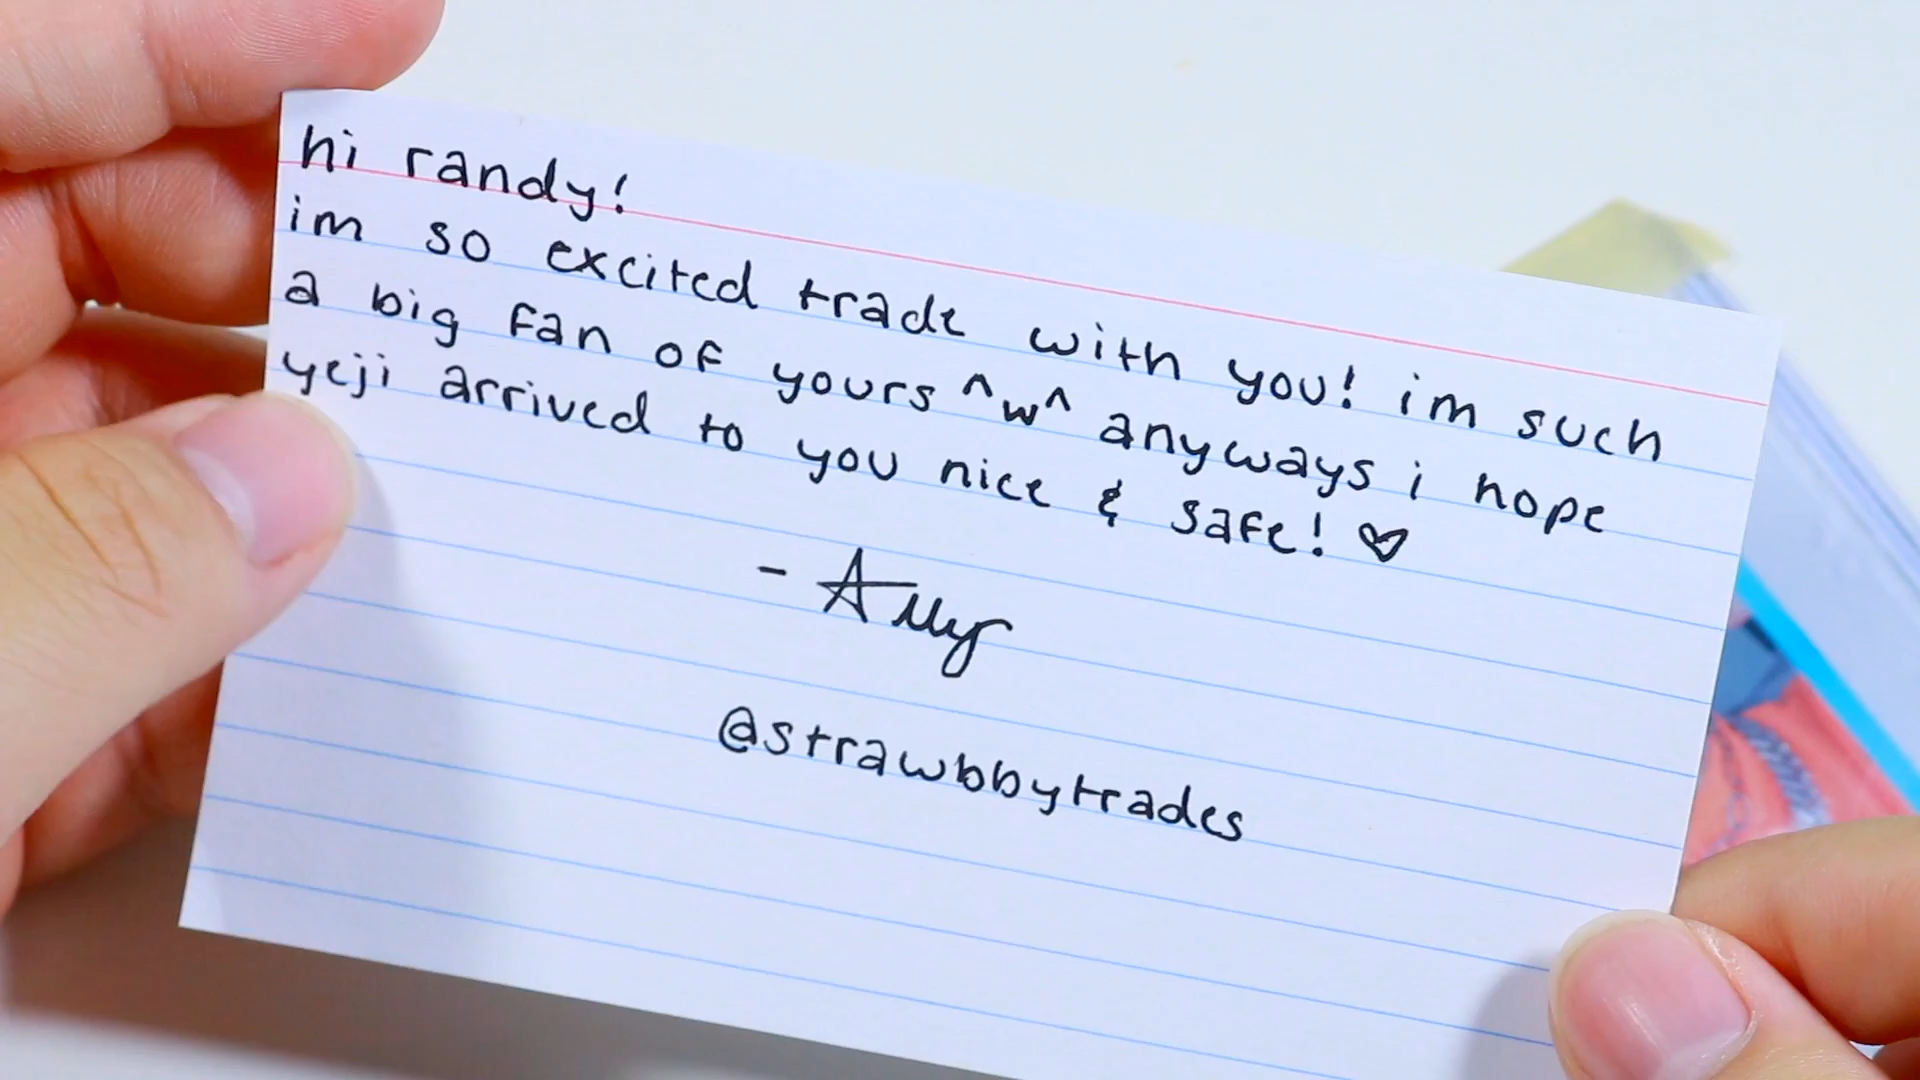 hi randy!
im so excited trade with you! im such
a big fan of yours ^w^ anyways i hope
yeji arrived to you nice & safe! ♡
- Ally
@strawbbytrades